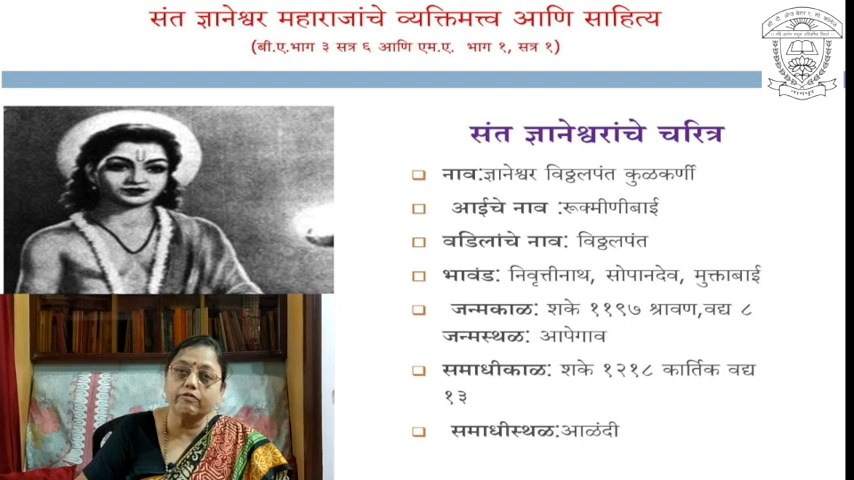 संत ज्ञानेश्वर महाराजांचे व्यक्तिमत्त्व आणि साहित्य
(बी.ए.भाग ३ सत्र ६ आणि एम.ए. भाग १, सत्र १)
संत ज्ञानेश्वरांचे चरित्र
नाव:ज्ञानेश्वर विठ्ठलपंत कुळकर्णी
आईचे नाव :रूक्मीणीबाई
वडिलांचे नाव: विठ्ठलपंत
भावंड: निवृत्तीनाथ, सोपानदेव, मुक्ताबाई
जन्मकाळ: शके ११९७ श्रावण,वद्य ८
जन्मस्थळ: आपेगाव
समाधीकाळ: शके १२१८ कार्तिक वद्य
१३
समाधीस्थळ:आळंदी
नागपूर